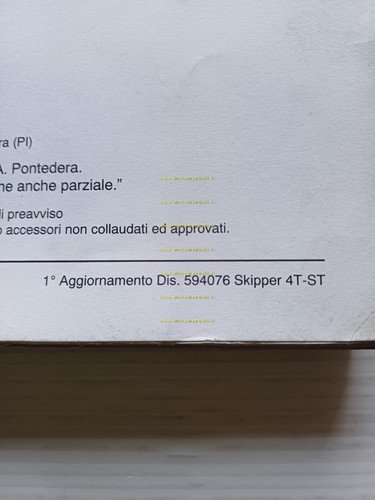 ra (PI)
A. Pontedera.
ne anche parziale.”
di preavviso
o accessori non collaudati ed approvati.
1° Aggiornamento Dis. 594076 Skipper 4T-ST